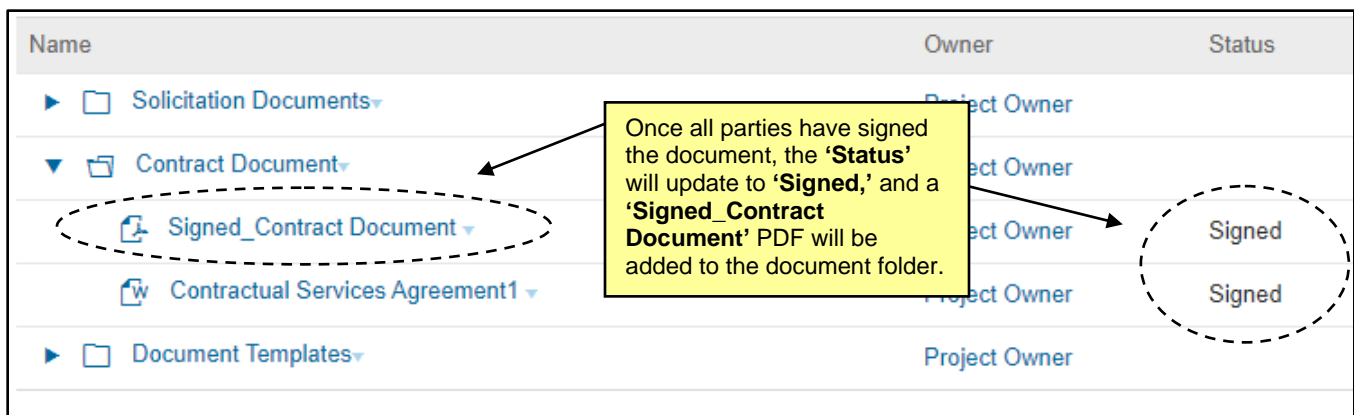 Name Owner Status
Solicitation Documents Project Owner
Contract Document ect Owner
Signed_Contract Document ect Owner Signed
Contractual Services Agreement1 Project Owner Signed
Document Templates Project Owner
Once all parties have signed
the document, the ‘Status’
will update to ‘Signed,’ and a
‘Signed_Contract
Document’ PDF will be
added to the document folder.